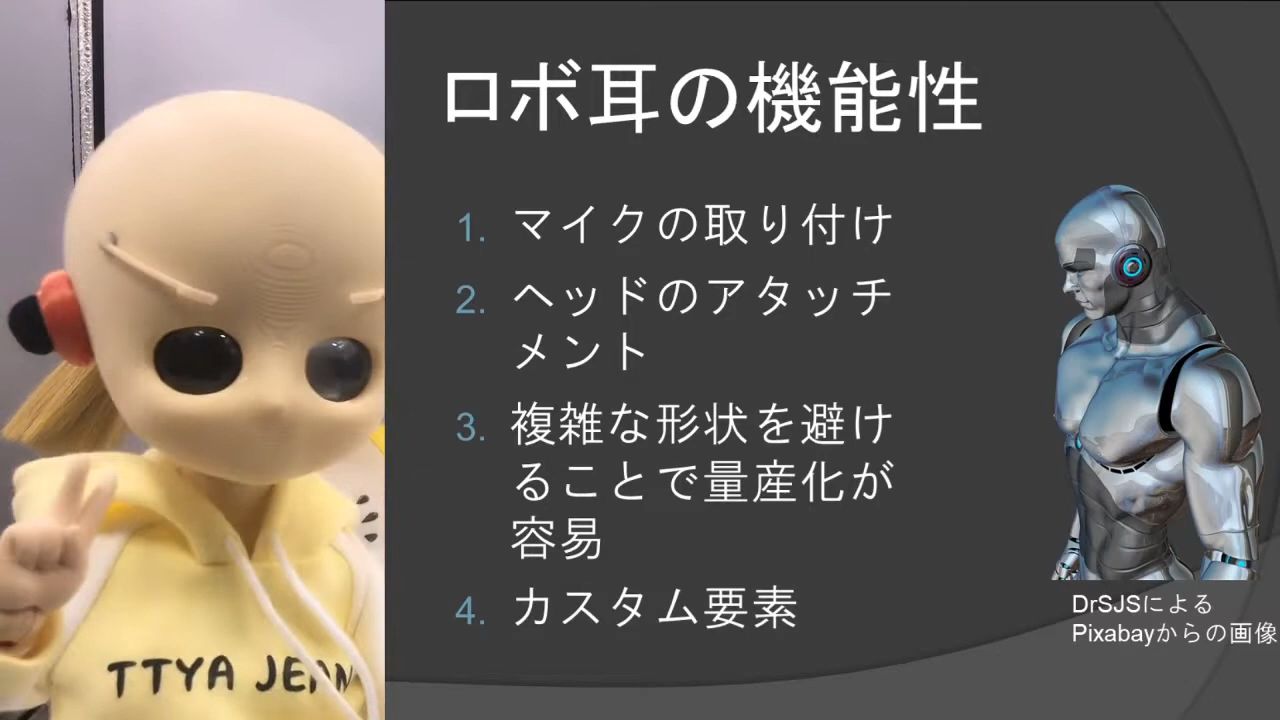 ロボ耳の機能性
1. マイクの取り付け
2. ヘッドのアタッチ
メント
3. 複雑な形状を避け
ることで量産化が
容易
4. カスタム要素
DrSJSによる
Pixabayからの画像
TTYA JEAN